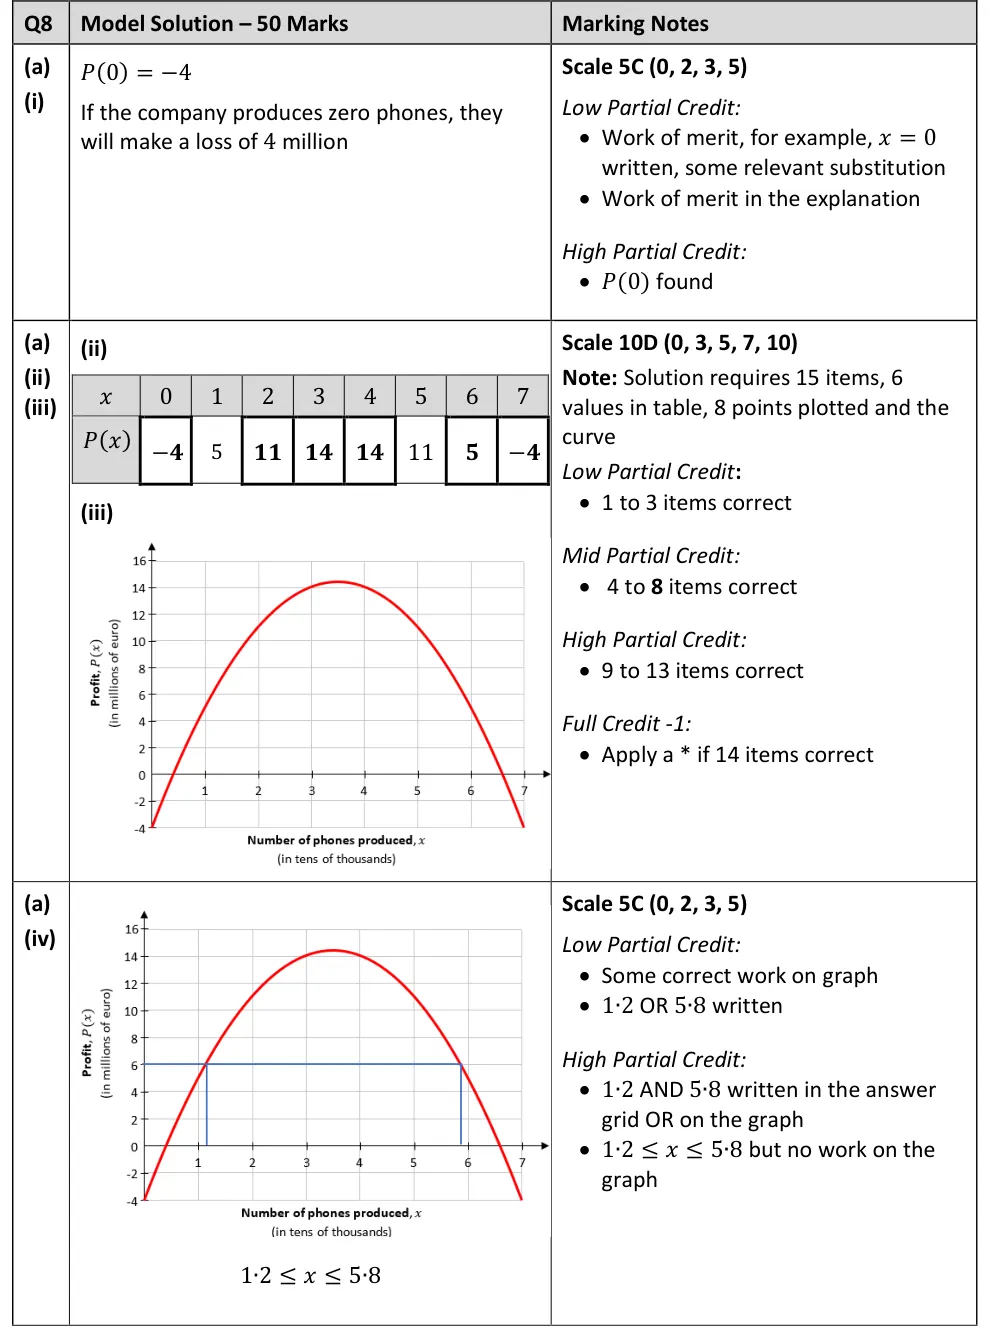 Q8 Model Solution – 50 Marks Marking Notes
(a)
(i)
P(0) = −4
If the company produces zero phones, they
will make a loss of 4 million
Scale 5C (0, 2, 3, 5)
Low Partial Credit:
• Work of merit, for example, x = 0
written, some relevant substitution
• Work of merit in the explanation
High Partial Credit:
• P(0) found
(a)
(ii)
(iii)
(ii)
x 0 1 2 3 4 5 6 7
P(x) −4 5 11 14 14 11 5 −4
(iii)
16
14
12
10
8
6
4
2
0
-2
-4
1 2 3 4 5 6 7
Profit, P(x)
(in millions of euro)
Number of phones produced, x
(in tens of thousands)
Scale 10D (0, 3, 5, 7, 10)
Note: Solution requires 15 items, 6
values in table, 8 points plotted and the
curve
Low Partial Credit:
• 1 to 3 items correct
Mid Partial Credit:
• 4 to 8 items correct
High Partial Credit:
• 9 to 13 items correct
Full Credit -1:
• Apply a * if 14 items correct
(a)
(iv)
16
14
12
10
8
6
4
2
0
-2
-4
1 2 3 4 5 6 7
Profit, P(x)
(in millions of euro)
Number of phones produced, x
(in tens of thousands)
1·2 ≤ x ≤ 5·8
Scale 5C (0, 2, 3, 5)
Low Partial Credit:
• Some correct work on graph
• 1·2 OR 5·8 written
High Partial Credit:
• 1·2 AND 5·8 written in the answer
grid OR on the graph
• 1·2 ≤ x ≤ 5·8 but no work on the
graph